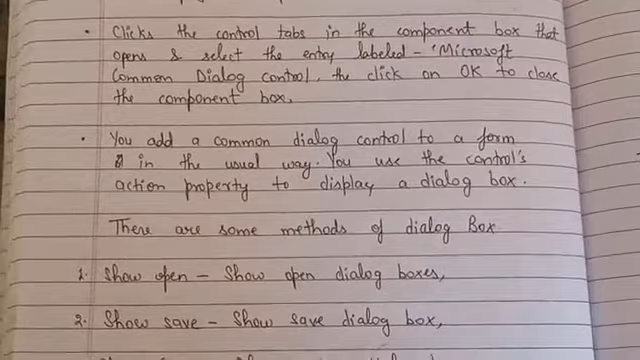 • Clicks the control tabs in the component box that
opens & select the entry labeled - 'Microsoft
Common Dialog control, the click on OK to close
the component box.
• You add a common dialog control to a form
in the usual way. You use the control's
action property to display a dialog box.
There are some methods of dialog Box
1. Show open - Show open dialog boxes,
2. Show save - Show save dialog box,